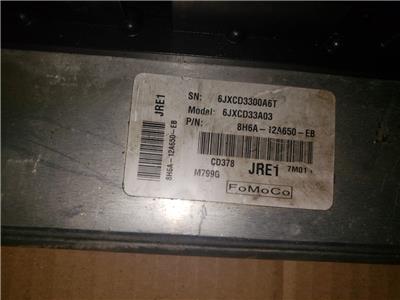 SN: 6JXCD3300A6T
Model: 6JXCD33A03
P/N: 8H6A-12A650-EB
JRE1
8H6A-12A650-EB
CD378 JRE1 7M01
M799G
FoMoCo